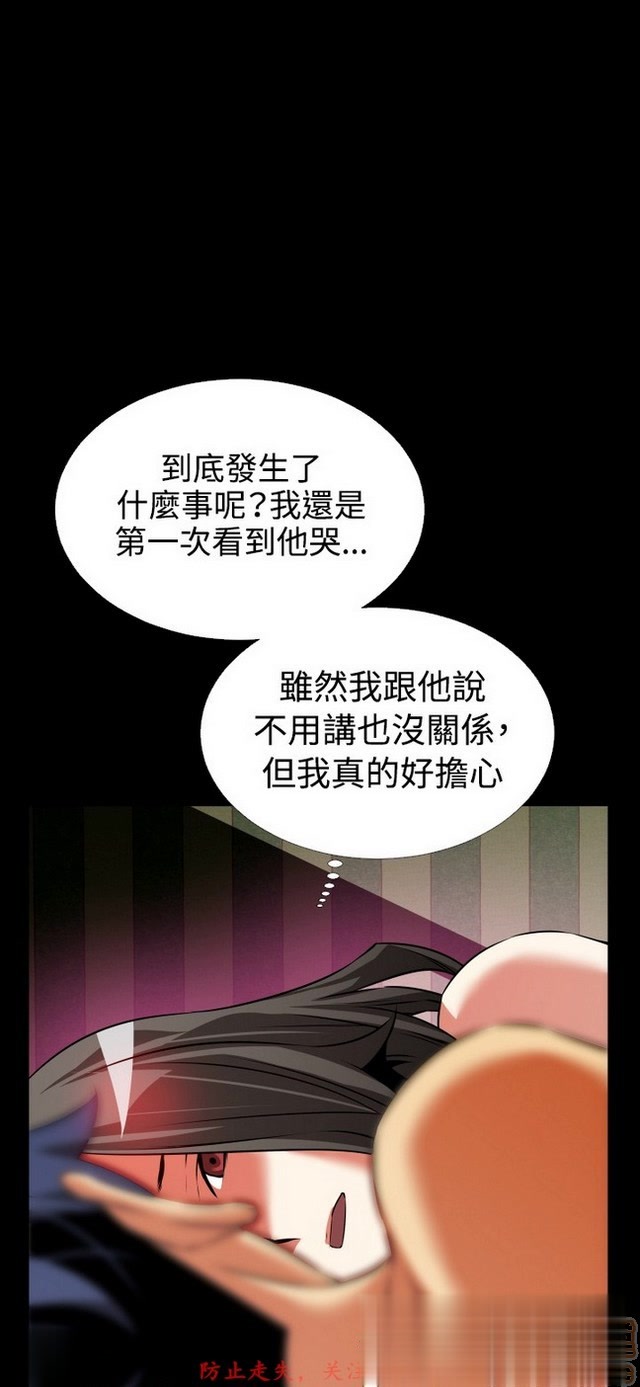 到底發生了
什麼事呢?我還是
第一次看到他哭...
雖然我跟他說
不用講也沒關係,
但我真的好擔心
防止走失,关注